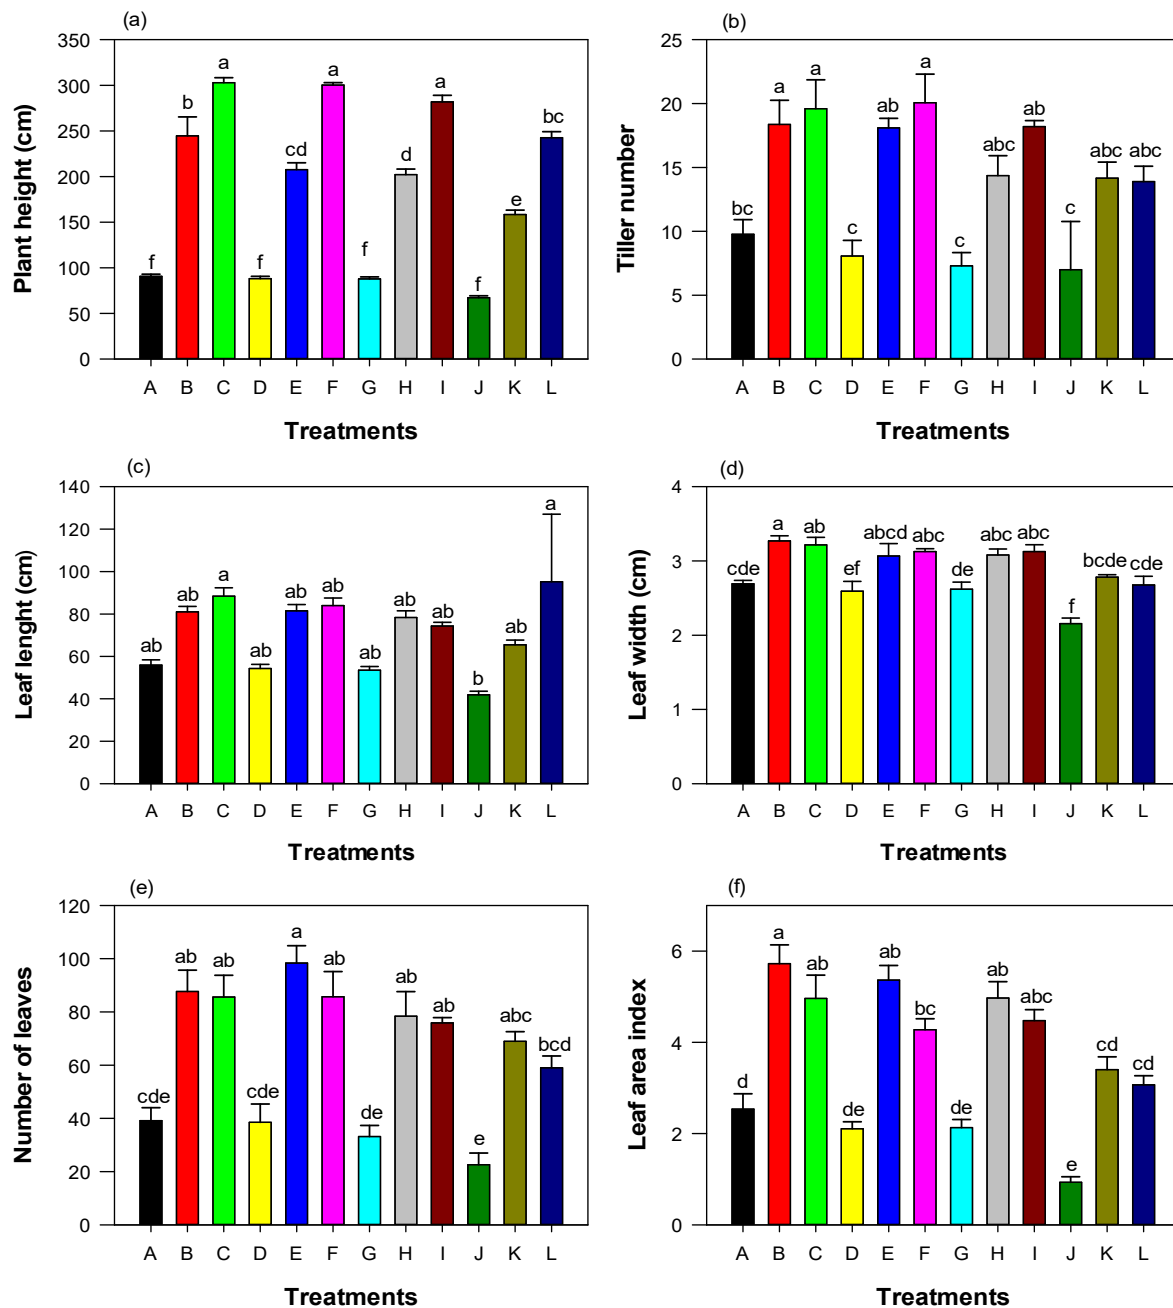 (a)
350
300
250
200
150
100
50
0
Plant height (cm)
f b a f cd a f d a f e bc
A B C D E F G H I J K L
Treatments
(b)
25
20
15
10
5
0
Tiller number
bc a a c ab a c abc ab c abc abc
A B C D E F G H I J K L
Treatments
(c)
140
120
100
80
60
40
20
0
Leaf lenght (cm)
ab ab a ab ab ab ab ab ab b ab a
A B C D E F G H I J K L
Treatments
(d)
4
3
2
1
0
Leaf width (cm)
cde a ab ef abcd abc de abc abc f bcde cde
A B C D E F G H I J K L
Treatments
(e)
120
100
80
60
40
20
0
Number of leaves
cde ab ab cde a ab de ab ab e abc bcd
A B C D E F G H I J K L
Treatments
(f)
6
4
2
0
Leaf area index
d a ab de ab bc de ab abc e cd cd
A B C D E F G H I J K L
Treatments